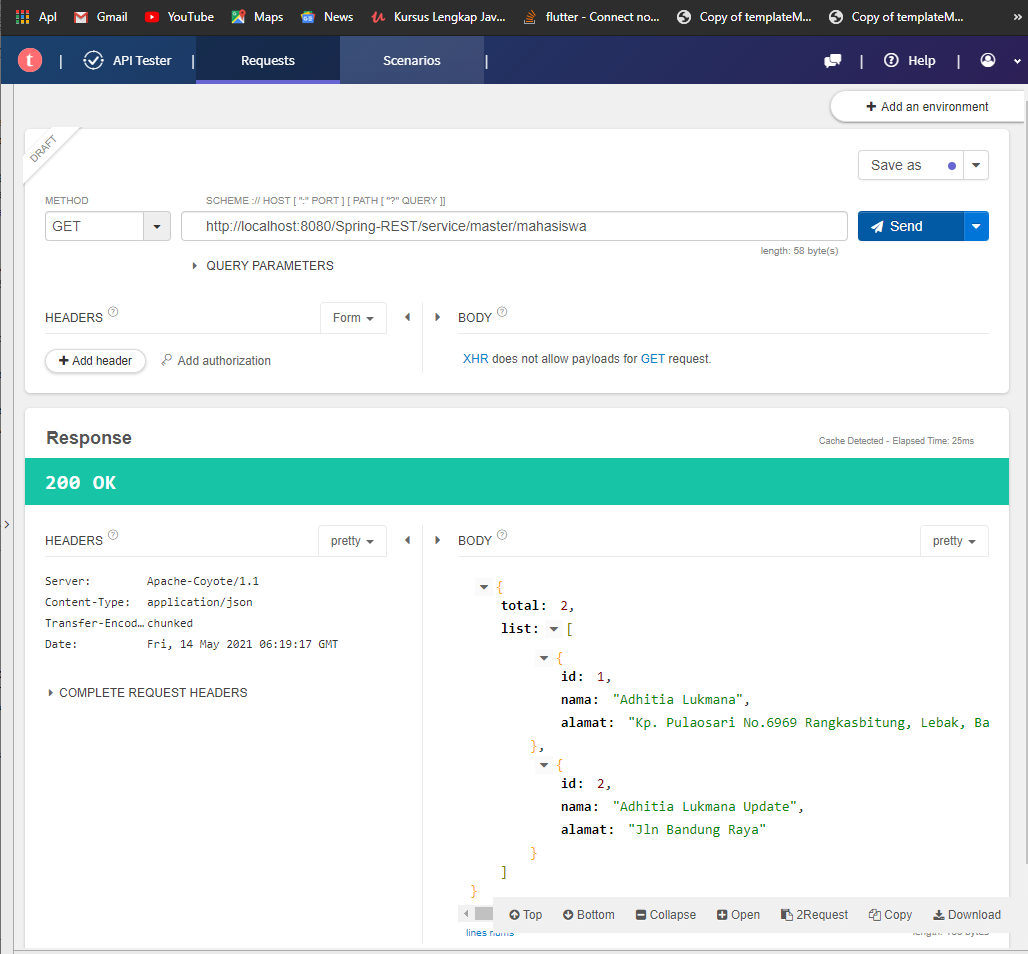 Apl Gmail YouTube Maps News Kursus Lengkap Jav... flutter - Connect no... Copy of templateM... Copy of templateM... »
t | API Tester | Requests Scenarios | | Help |
Add an environment
DRAFT
Save as
METHOD SCHEME :// HOST [ ":" PORT ] [ PATH [ "?" QUERY ]]
GET http://localhost:8080/Spring-REST/service/master/mahasiswa Send
length: 58 byte(s)
QUERY PARAMETERS
HEADERS ? Form BODY ?
+ Add header Add authorization XHR does not allow payloads for GET request.
Response
Cache Detected - Elapsed Time: 25ms
200 OK
HEADERS ? pretty BODY ? pretty
Server: Apache-Coyote/1.1
Content-Type: application/json
Transfer-Encod… chunked
Date: Fri, 14 May 2021 06:19:17 GMT
COMPLETE REQUEST HEADERS
{
total: 2,
list: [
{
id: 1,
nama: "Adhitia Lukmana",
alamat: "Kp. Pulaosari No.6969 Rangkasbitung, Lebak, Ba
},
{
id: 2,
nama: "Adhitia Lukmana Update",
alamat: "Jln Bandung Raya"
}
]
}
Top Bottom Collapse Open 2Request Copy Download
lines nums